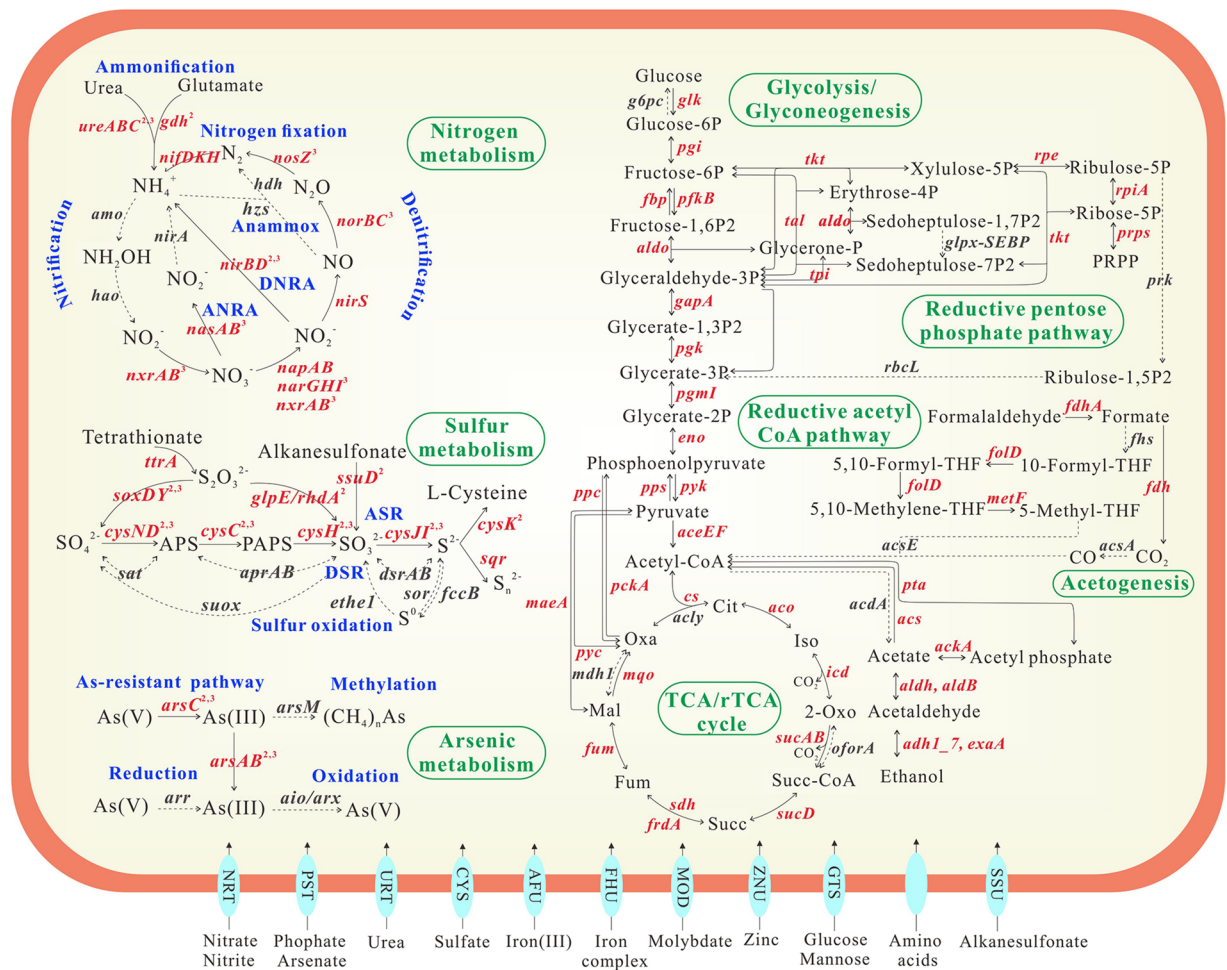 Ammonification
Urea Glutamate
ureABC2,3 gdh2
Nitrogen fixation
nifDKH N2 nosZ3
NH4+ hdh N2O
hzs norBC3
amo nirA Anammox
Nitrification
Denitrification
NH2OH NO2- nirBD2,3 NO
DNRA
hao ANRA nirS
nasAB3
NO2- NO2-
nxrAB3 NO3- napAB
narGHI3
nxrAB3
Nitrogen
metabolism
Tetrathionate Alkanesulfonate
ttrA S2O32- ssuD2
soxDY2,3 glpE/rhdA2
L-Cysteine
ASR cysK2
cysND2,3 cysC2,3 cysH2,3 cysJI2,3
SO42- APS PAPS SO32- S2-
sqr
sat aprAB DSR dsrAB Sn2-
sor fccB
suox ethe1
S0
Sulfur oxidation
Sulfur
metabolism
As-resistant pathway Methylation
arsC2,3 arsM
As(V) As(III) (CH4)nAs
arsAB2,3
Reduction Oxidation
arr aio/arx
As(V) As(III) As(V)
Arsenic
metabolism
Glycolysis/
Glyconeogenesis
Glucose
g6pc glk
Glucose-6P
pgi
Fructose-6P
tkt
Xylulose-5P
rpe
Ribulose-5P
Erythrose-4P
rpiA
fbp pfkB
tal aldo Sedoheptulose-1,7P2
Ribose-5P
Fructose-1,6P2
glpx-SEBP
tkt prps
aldo Glycerone-P
Glyceraldehyde-3P tpi Sedoheptulose-7P2 PRPP
prk
gapA
Glycerate-1,3P2
Reductive pentose
phosphate pathway
pgk
Glycerate-3P rbcL Ribulose-1,5P2
pgmI
Glycerate-2P
Reductive acetyl
CoA pathway
Formalaldehyde fdhA Formate
eno fhs
Phosphoenolpyruvate
5,10-Formyl-THF folD 10-Formyl-THF
ppc pps pyk folD fdh
Pyruvate 5,10-Methylene-THF metF 5-Methyl-THF
aceEF
acsE acsA
Acetyl-CoA CO CO2
Acetogenesis
maeA pckA pta
cs acdA
acly Cit aco acs
Oxa Iso
pyc ackA
mdh1 mqo Acetate Acetyl phosphate
icd
CO2
aldh, aldB
TCA/rTCA
cycle
Mal 2-Oxo Acetaldehyde
fum sucAB oforA adh1_7, exaA
CO2
Fum Succ-CoA Ethanol
sdh
frdA Succ sucD
NRT PST URT CYS AFU FHU MOD ZNU GTS SSU
Nitrate Phophate Urea Sulfate Iron(III) Iron Molybdate Zinc Glucose Amino Alkanesulfonate
Nitrite Arsenate complex Mannose acids